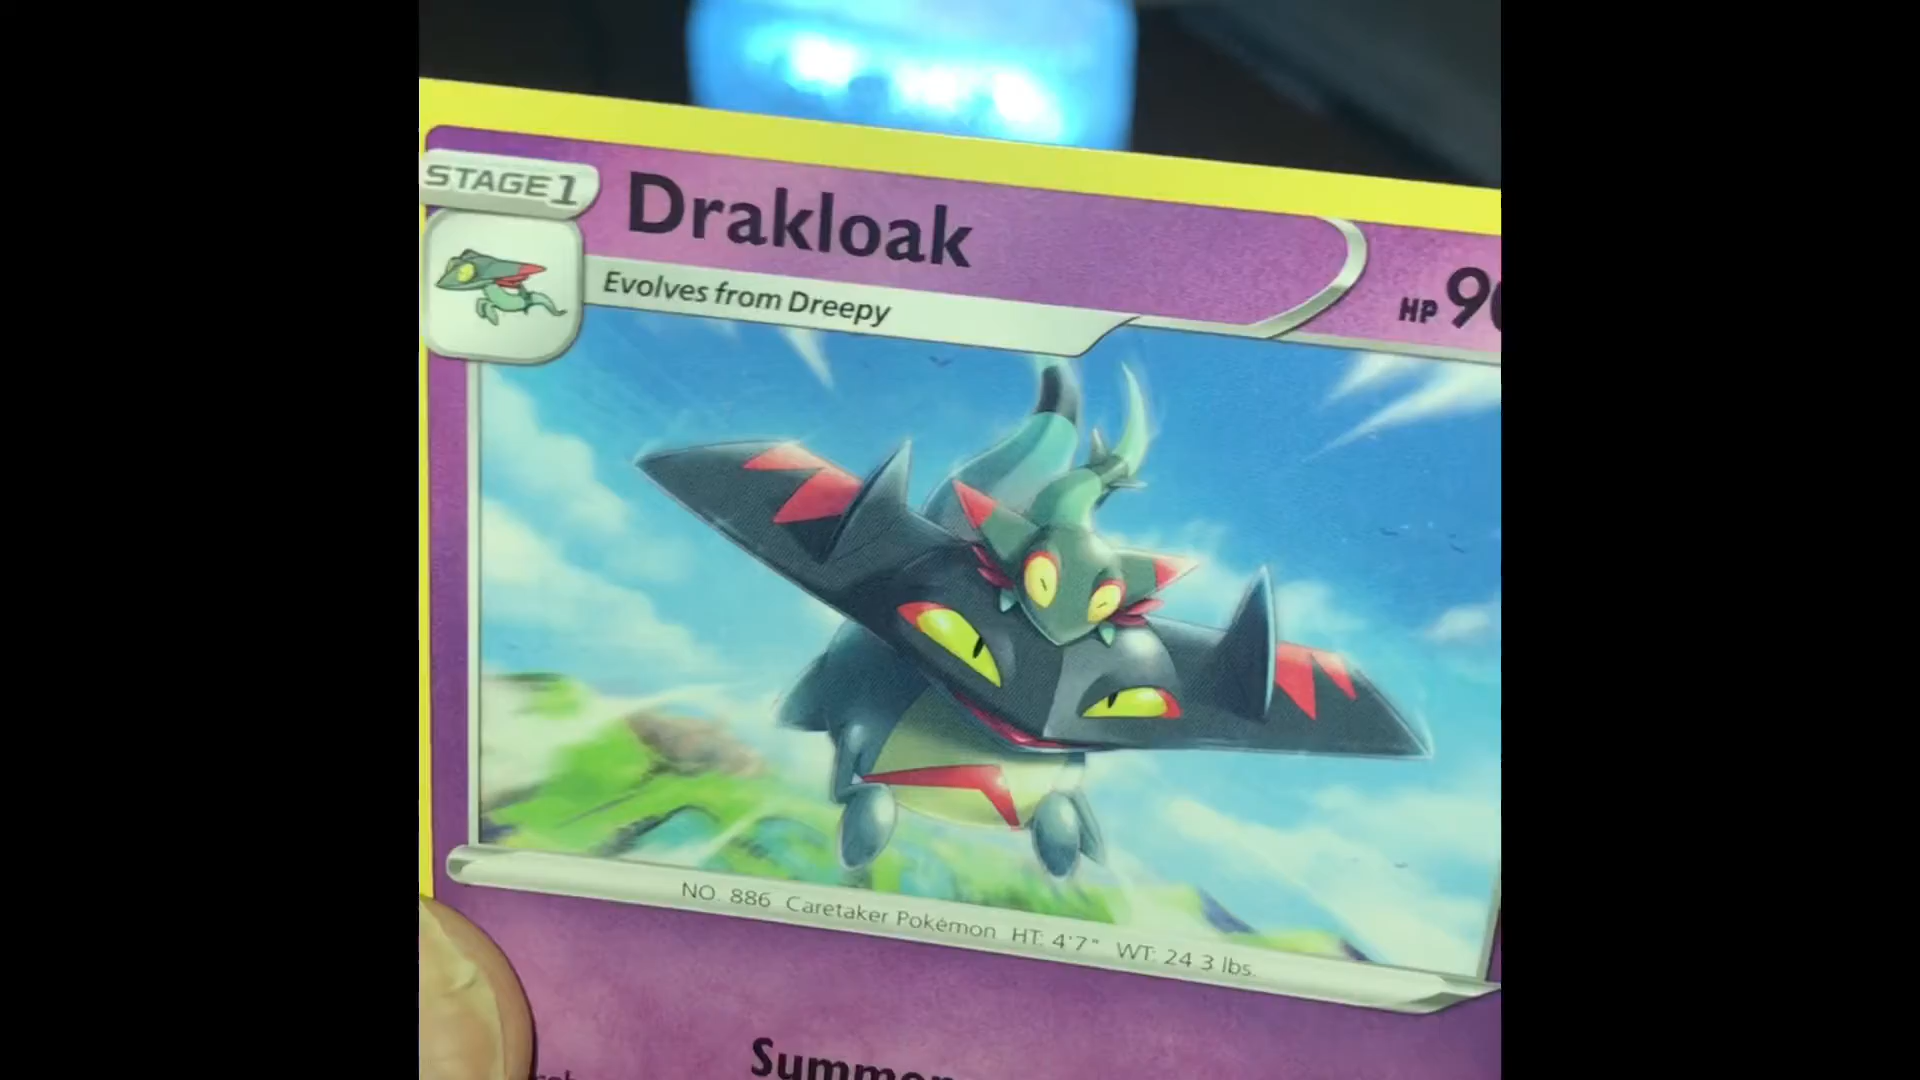 STAGE 1
Drakloak
HP 90
Evolves from Dreepy
NO. 886 Caretaker Pokémon HT: 4'7" WT: 24.3 lbs.